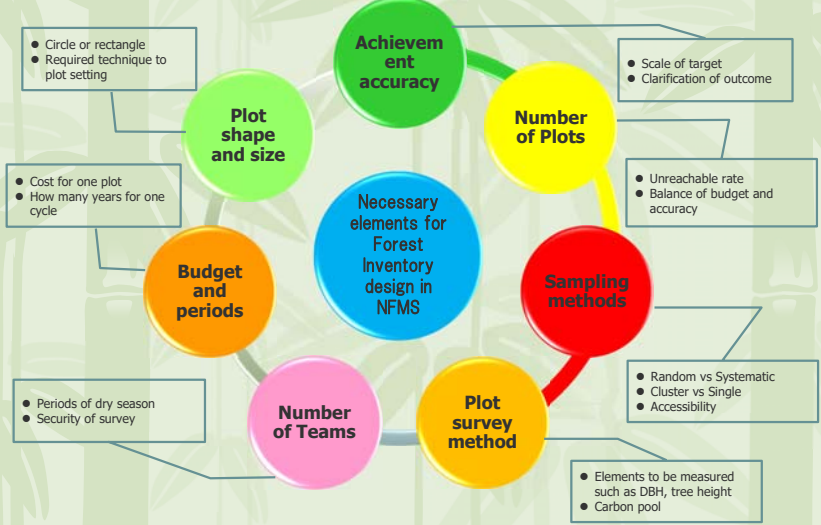 Necessary
elements for
Forest
Inventory
design in
NFMS
Achievem
ent
accuracy
● Scale of target
● Clarification of outcome
Number
of Plots
● Unreachable rate
● Balance of budget and
accuracy
Sampling
methods
● Random vs Systematic
● Cluster vs Single
● Accessibility
Plot
survey
method
● Elements to be measured
such as DBH, tree height
● Carbon pool
Number
of Teams
● Periods of dry season
● Security of survey
Budget
and
periods
● Cost for one plot
● How many years for one
cycle
Plot
shape
and size
● Circle or rectangle
● Required technique to
plot setting